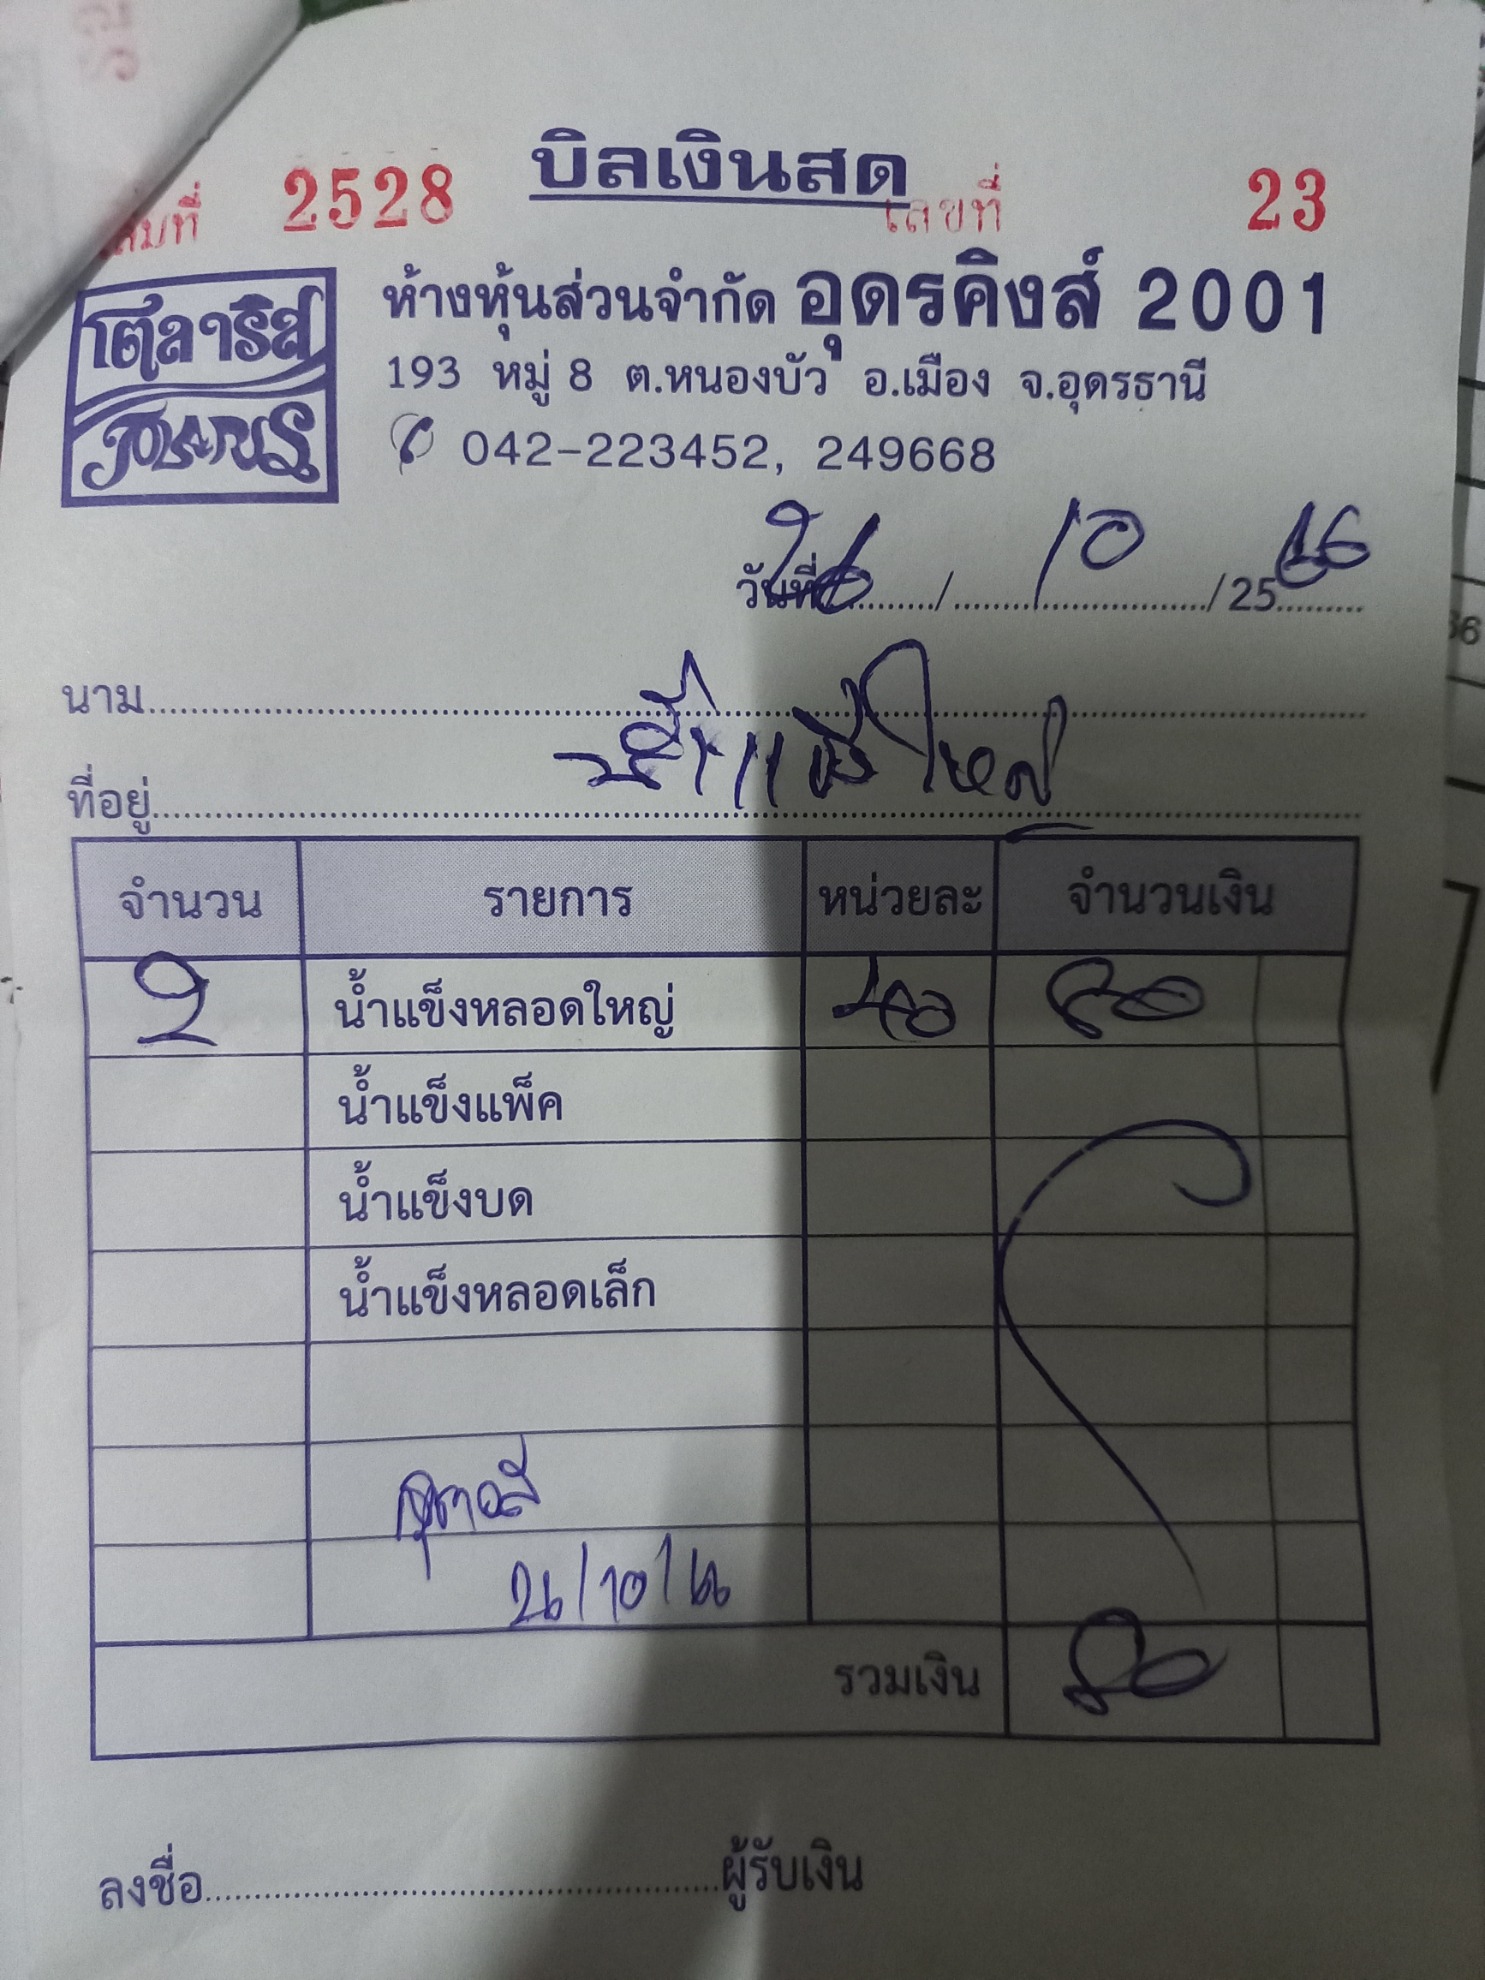 บิลเงินสด
เล่มที่ 2528 เลขที่ 23
โตลาริส
POLARIS
ห้างหุ้นส่วนจำกัด อุดรคิงส์ 2001
193 หมู่ 8 ต.หนองบัว อ.เมือง จ.อุดรธานี
042-223452, 249668
วันที่ 26 / 10 / 2566
นาม
ที่อยู่
จำนวน รายการ หน่วยละ จำนวนเงิน
2 น้ำแข็งหลอดใหญ่ 40 80
น้ำแข็งแพ็ค
น้ำแข็งบด
น้ำแข็งหลอดเล็ก
26/10/66
รวมเงิน 80
ลงชื่อ ผู้รับเงิน